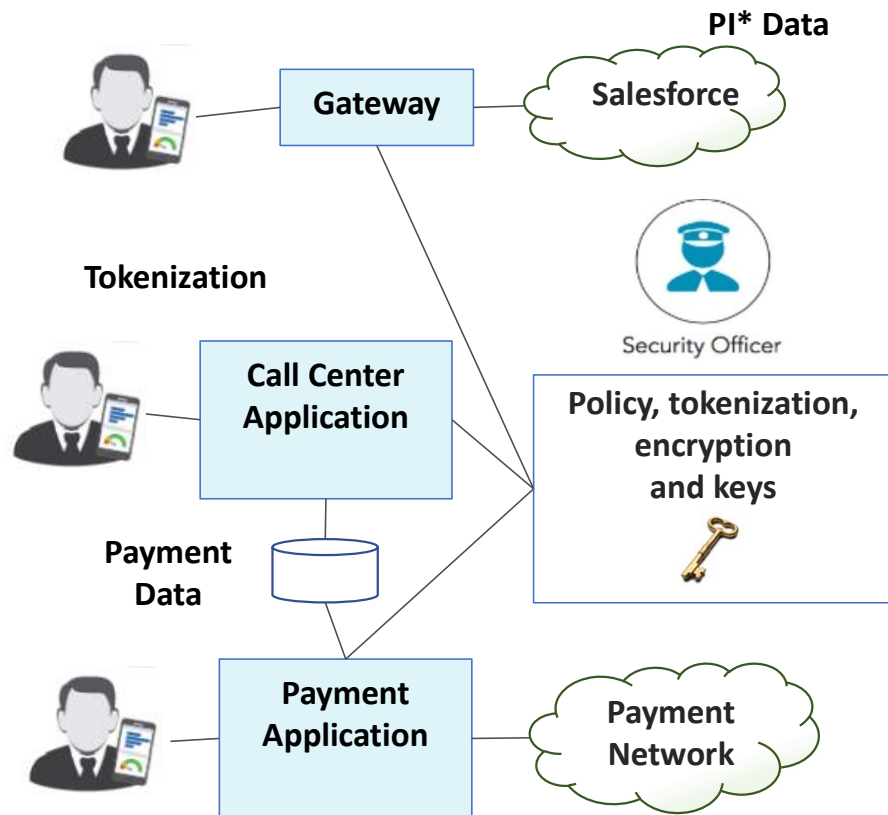 PI* Data
Gateway
Salesforce
Tokenization
Security Officer
Call Center
Application
Policy, tokenization,
encryption
and keys
Payment
Data
Payment
Application
Payment
Network